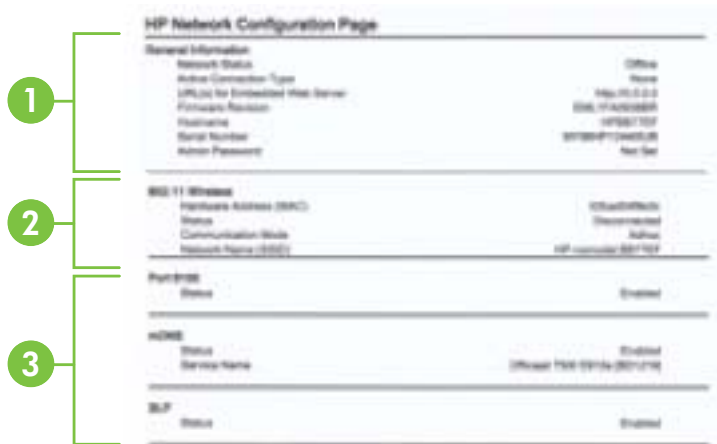 HP Network Configuration Page
1
General Information
Network Status Offline
Active Connection Type None
URL(s) for Embedded Web Server
Firmware Revision
Hostname
Serial Number
Admin Password Not Set
2
802.11 Wireless
Hardware Address (MAC)
Status Disconnected
Communication Mode Adhoc
Network Name (SSID)
3
Port 9100
Status Enabled
mDNS
Status Enabled
Service Name
SLP
Status Enabled